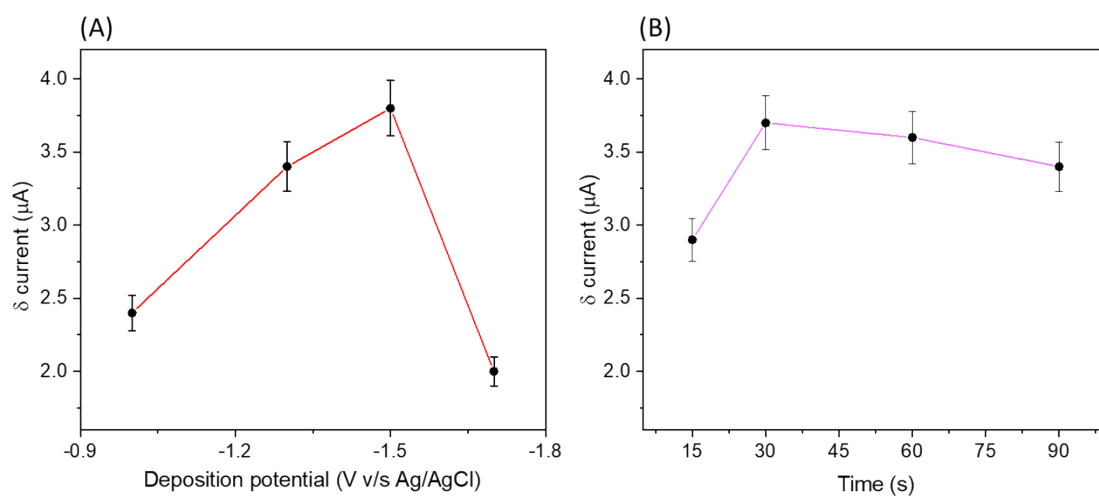 (A)
δ current (µA)
4.0
3.5
3.0
2.5
2.0
-0.9 -1.2 -1.5 -1.8
Deposition potential (V v/s Ag/AgCl)
(B)
δ current (µA)
4.0
3.5
3.0
2.5
2.0
15 30 45 60 75 90
Time (s)